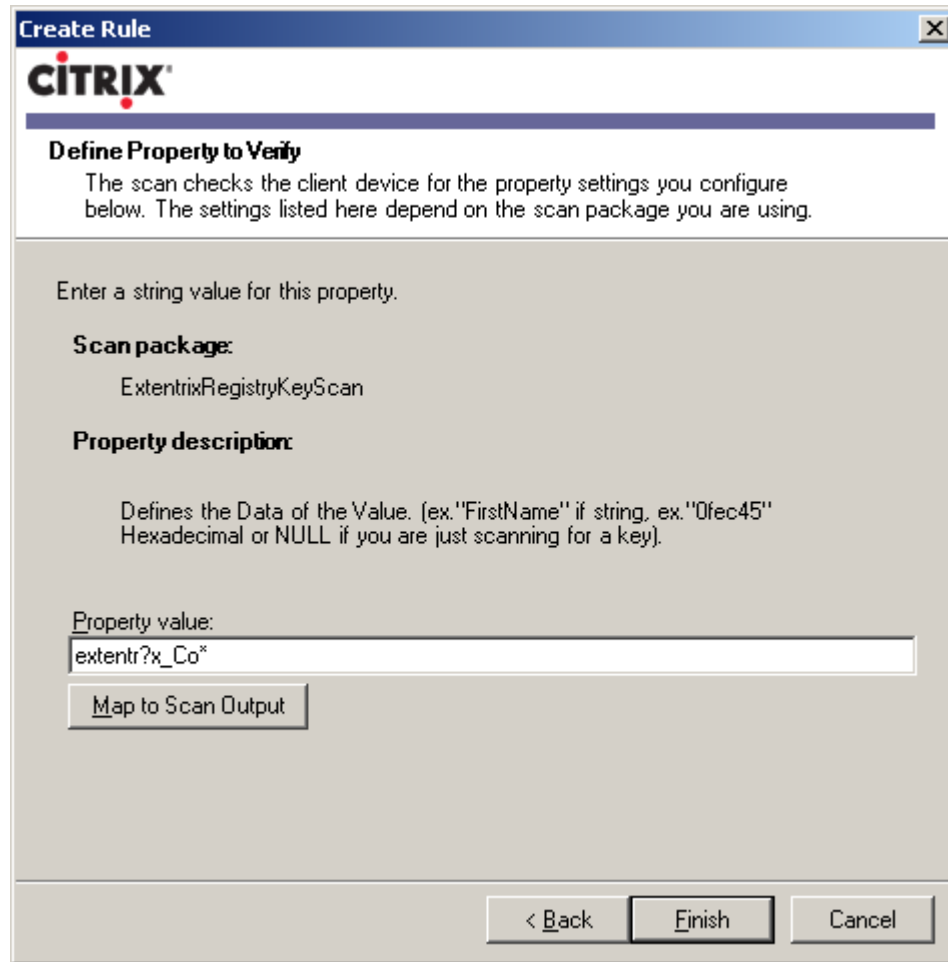 Create Rule
CITRIX®
Define Property to Verify
The scan checks the client device for the property settings you configure
below. The settings listed here depend on the scan package you are using.
Enter a string value for this property.
Scan package:
ExtentrixRegistryKeyScan
Property description:
Defines the Data of the Value. (ex."FirstName" if string, ex."0fec45"
Hexadecimal or NULL if you are just scanning for a key).
Property value:
extentr?x_Co*
Map to Scan Output
< Back
Finish
Cancel